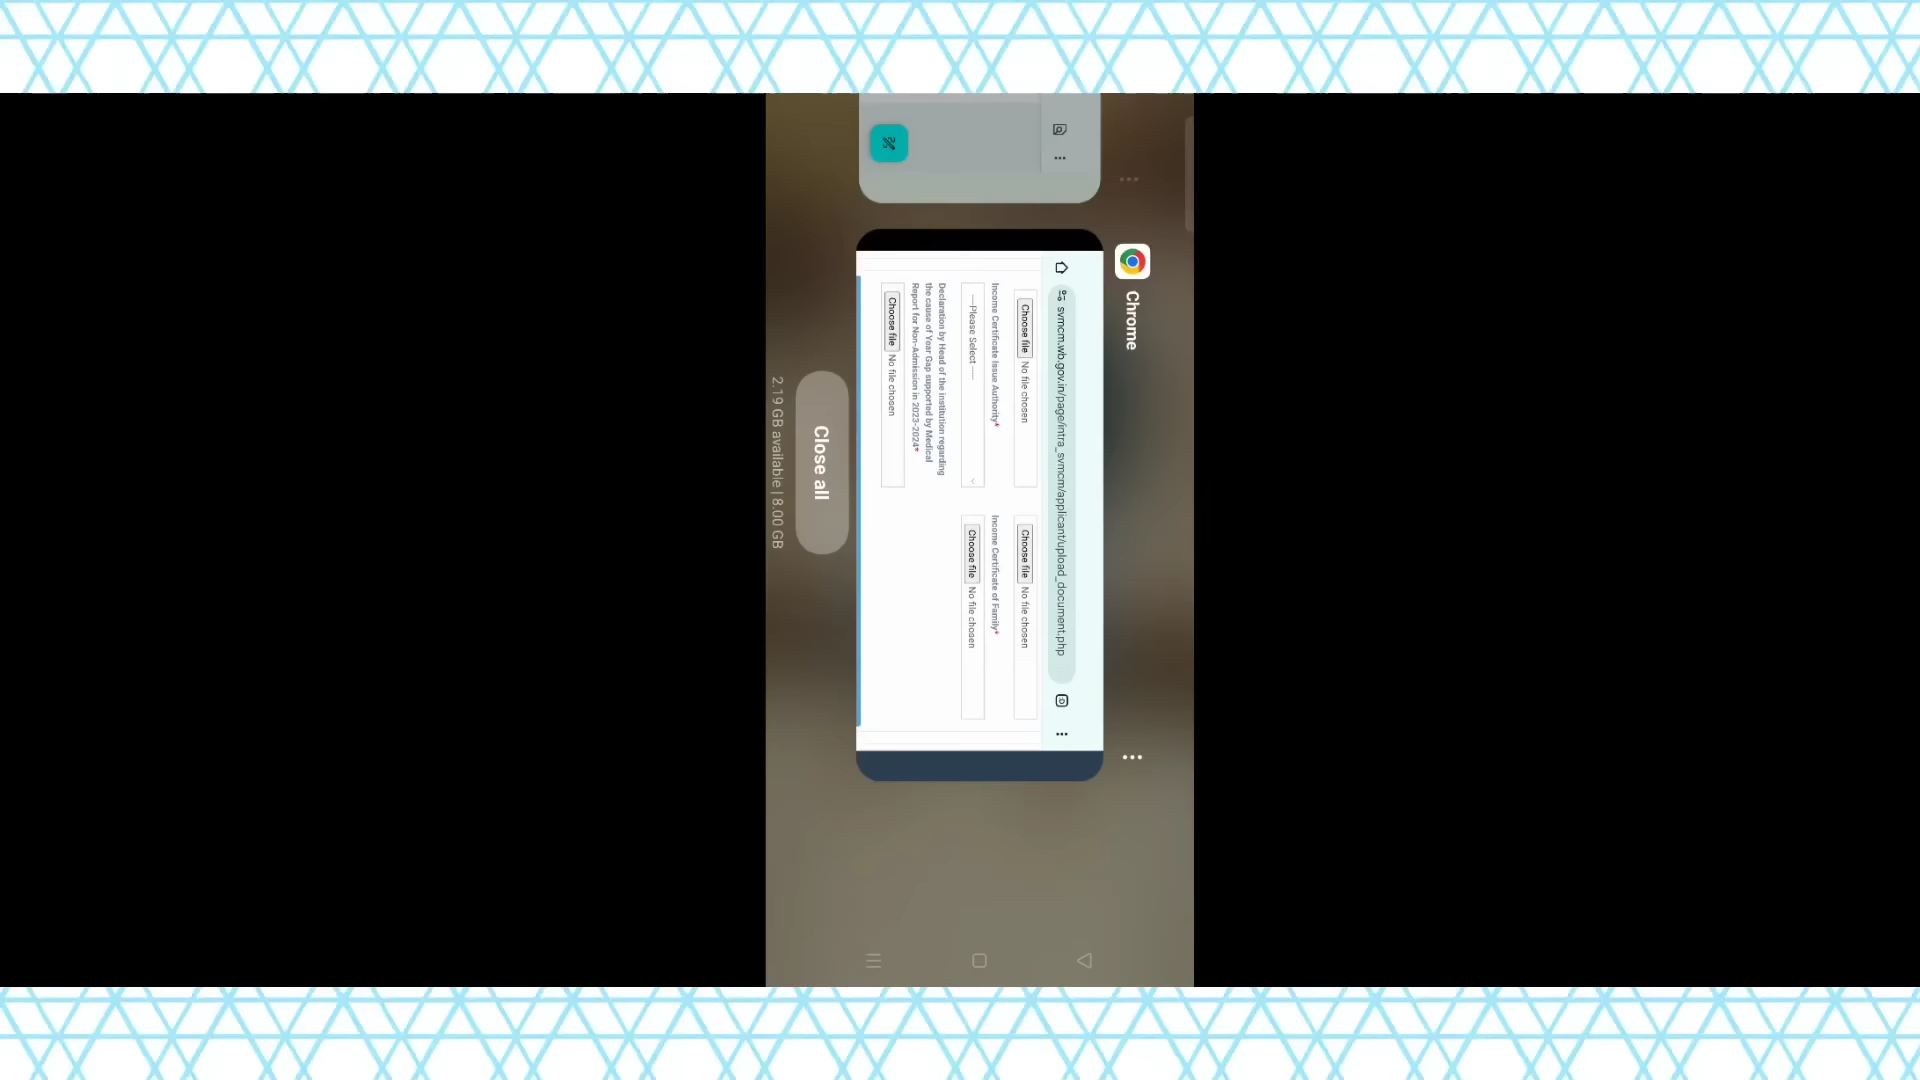 Chrome
svmcm.wb.gov.in/page/intra_svmcm/applicant/upload_document.php
Choose file No file chosen
Choose file No file chosen
Income Certificate Issue Authority*
Income Certificate of Family*
----Please Select ----
Choose file No file chosen
Declaration by Head of the institution regarding
the cause of Year Gap supported by Medical
Report for Non-Admission in 2023-2024*
Choose file No file chosen
Close all
2.19 GB available | 8.00 GB